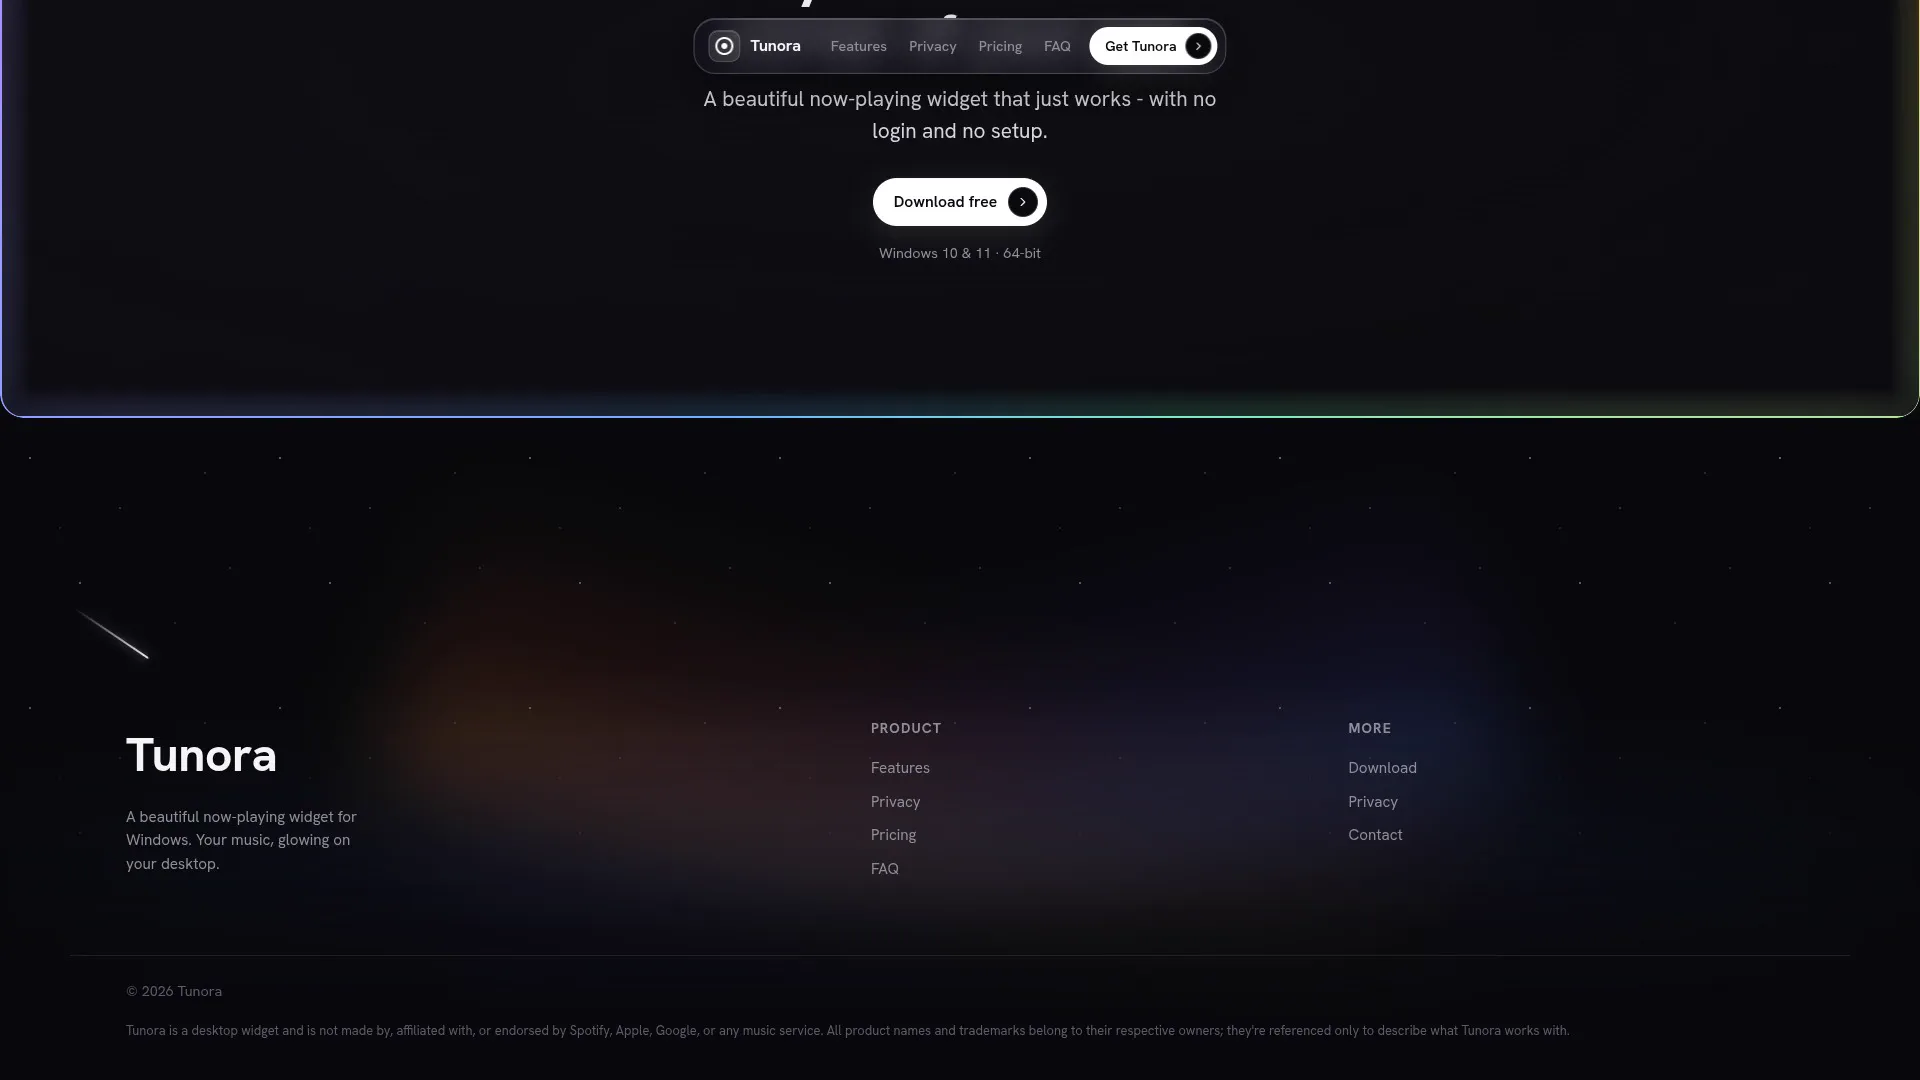 Tunora
Features
Privacy
Pricing
FAQ
Get Tunora
A beautiful now-playing widget that just works - with no
login and no setup.
Download free
Windows 10 & 11 · 64-bit
Tunora
A beautiful now-playing widget for
Windows. Your music, glowing on
your desktop.
PRODUCT
Features
Privacy
Pricing
FAQ
MORE
Download
Privacy
Contact
© 2026 Tunora
Tunora is a desktop widget and is not made by, affiliated with, or endorsed by Spotify, Apple, Google, or any music service. All product names and trademarks belong to their respective owners; they're referenced only to describe what Tunora works with.